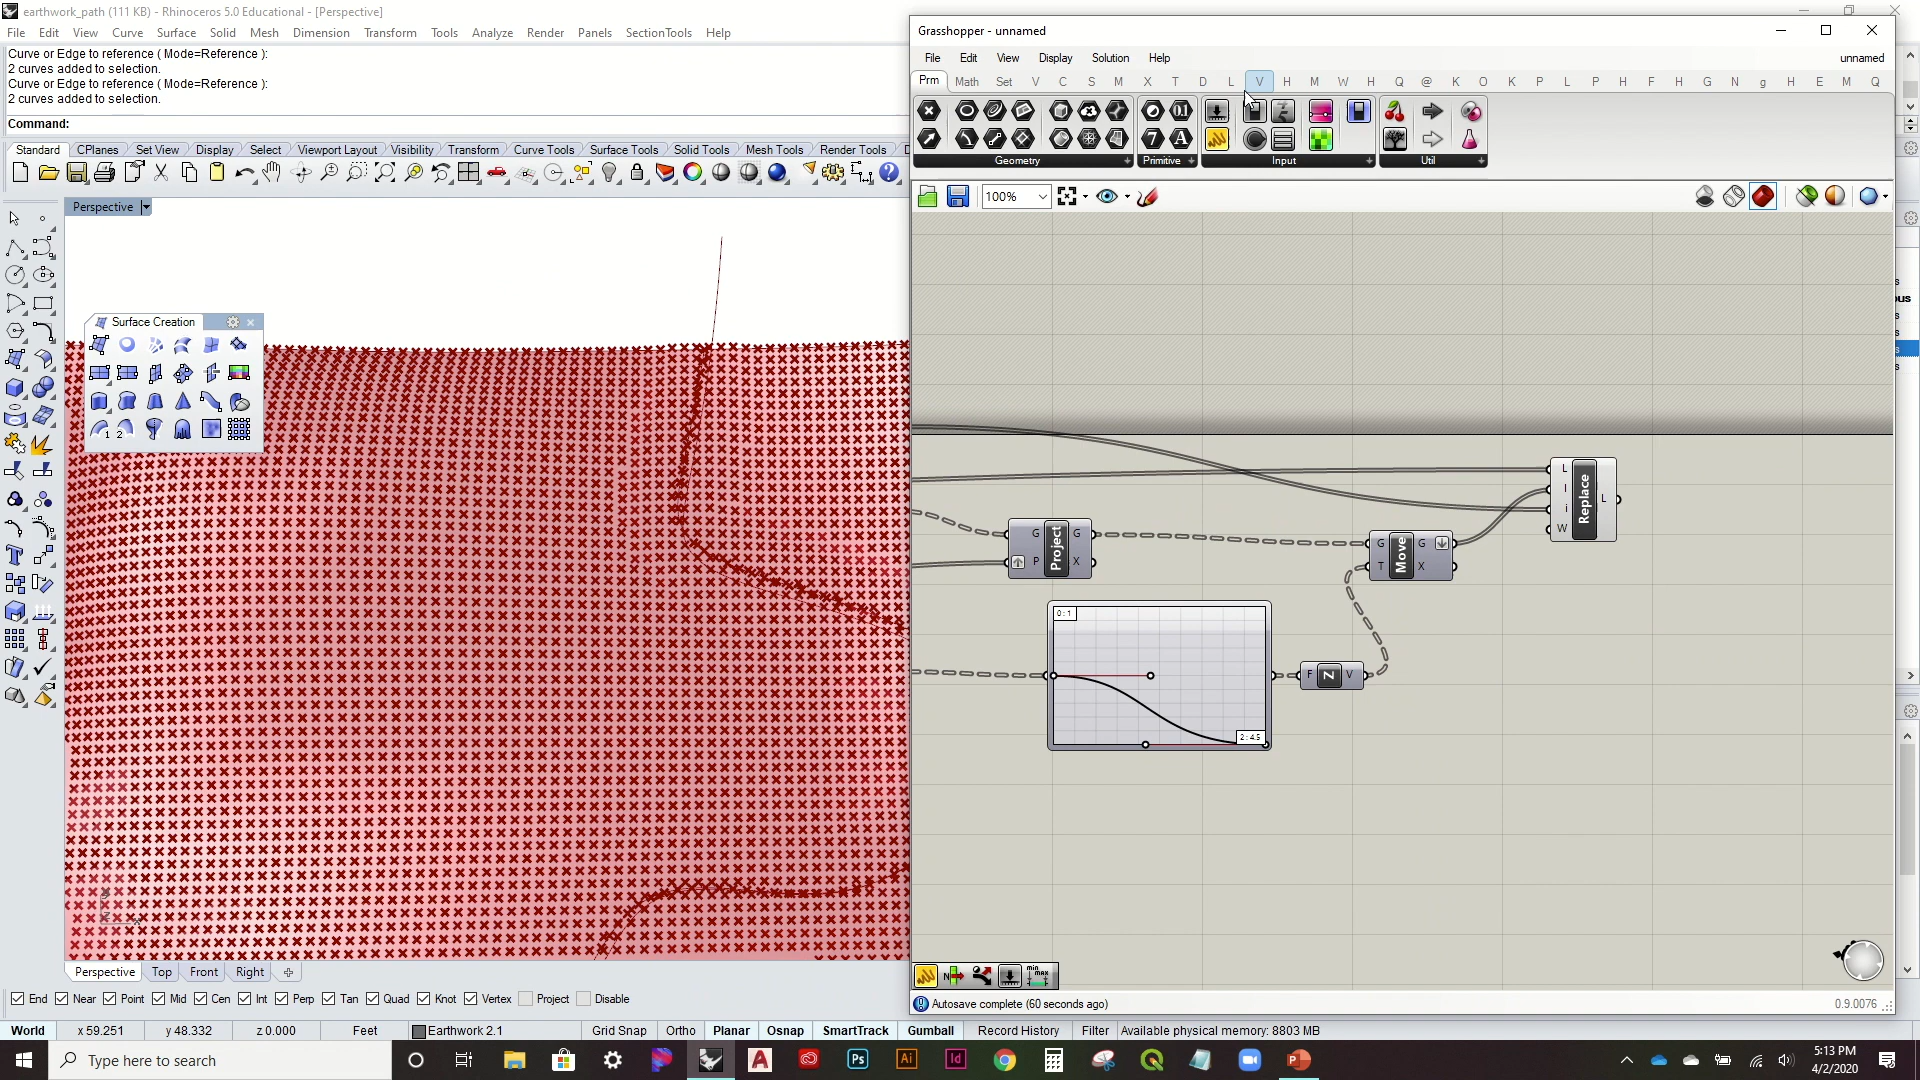 earthwork_path (111 KB) - Rhinoceros 5.0 Educational - [Perspective]
File Edit View Curve Surface Solid Mesh Dimension Transform Tools Analyze Render Panels SectionTools Help
Curve or Edge to reference ( Mode=Reference ):
2 curves added to selection.
Curve or Edge to reference ( Mode=Reference ):
2 curves added to selection.
Command:
Standard CPlanes Set View Display Select Viewport Layout Visibility Transform Curve Tools Surface Tools Solid Tools Mesh Tools Render Tools
Perspective
Surface Creation
Grasshopper - unnamed
File Edit View Display Solution Help
unnamed
Prm Math Set V C S M X T D L V H M W H Q @ K O K P L P H F H G N g H E M Q
Geometry Primitive Input Util
100%
L
I
i
W
Replace
L
G
P
Project
G
X
G
T
Move
G
X
0 : 1
2 : 4.5
F Z V
Autosave complete (60 seconds ago)
0.9.0076
Perspective Top Front Right
End Near Point Mid Cen Int Perp Tan Quad Knot Vertex Project Disable
World x 59.251 y 48.332 z 0.000 Feet Earthwork 2.1 Grid Snap Ortho Planar Osnap SmartTrack Gumball Record History Filter Available physical memory: 8803 MB
Type here to search
5:13 PM
4/2/2020